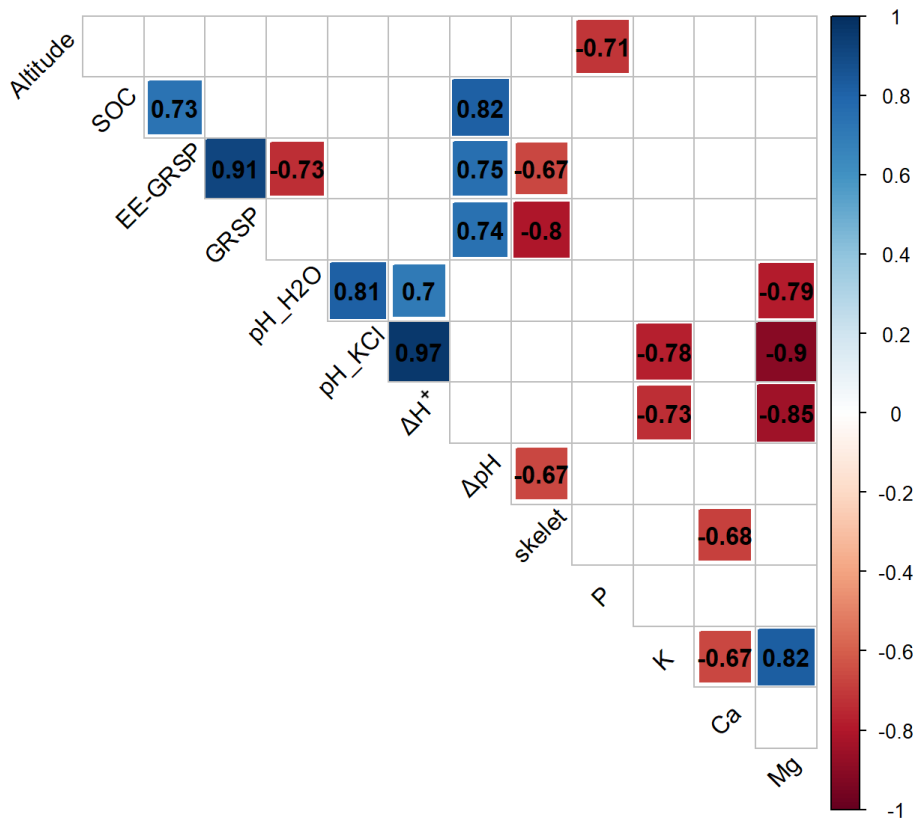 Altitude -0.71
SOC 0.73 0.82
EE-GRSP 0.91 -0.73 0.75 -0.67
GRSP 0.74 -0.8
pH_H2O 0.81 0.7 -0.79
pH_KCl 0.97 -0.78 -0.9
ΔH⁺ -0.73 -0.85
ΔpH -0.67
skelet -0.68
P
K -0.67 0.82
Ca
Mg
1
0.8
0.6
0.4
0.2
0
-0.2
-0.4
-0.6
-0.8
-1